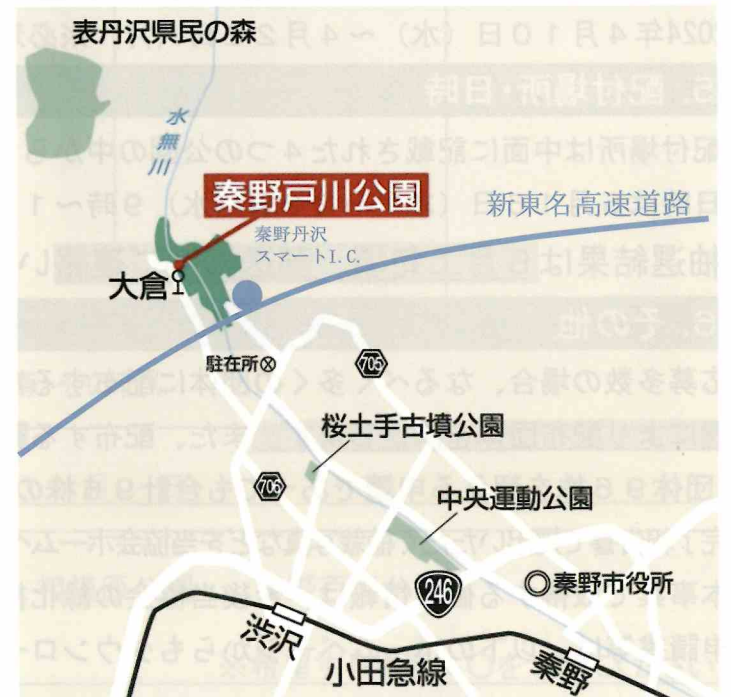 表丹沢県民の森
水無川
秦野戸川公園
新東名高速道路
秦野丹沢
スマートI.C.
大倉
駐在所
705
桜土手古墳公園
706
中央運動公園
246
秦野市役所
渋沢
小田急線
秦野